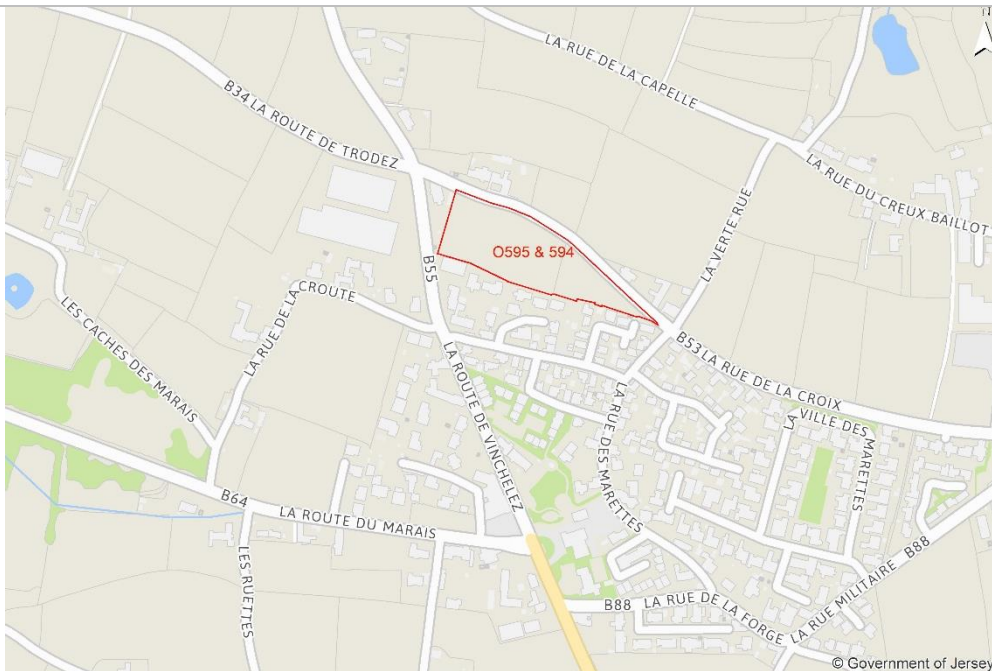 N
LA RUE DE LA CAPELLE
B34 LA ROUTE DE TRODEZ
LA RUE DU CREUX BAILLOT
LA VERTE RUE
O595 & 594
B55
LES CACHES DES MARAIS
LA RUE DE LA CROUTE
B53 LA RUE DE LA CROIX
LA ROUTE DE VINCHELEZ
LA RUE DES MARETTES
LA VILLE DES MARETTES
B64 LA ROUTE DU MARAIS
LES RUETTES
B88 LA RUE DE LA FORGE
LA RUE MILITAIRE B88
© Government of Jersey